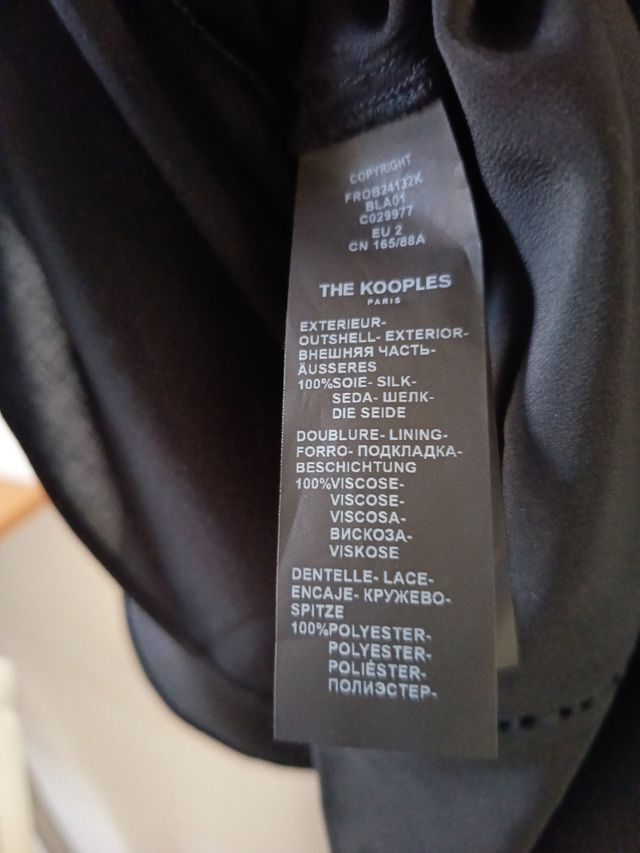 COPYRIGHT
FROB24132K
BLA01
C029977
EU 2
CN 165/88A
THE KOOPLES
PARIS
EXTERIEUR-
OUTSHELL- EXTERIOR-
ВНЕШНЯЯ ЧАСТЬ-
ÄUSSERES
100%SOIE- SILK-
SEDA- ШЕЛК-
DIE SEIDE
DOUBLURE- LINING-
FORRO- ПОДКЛАДКА-
BESCHICHTUNG
100%VISCOSE-
VISCOSE-
VISCOSA-
ВИСКОЗА-
VISKOSE
DENTELLE- LACE-
ENCAJE- КРУЖЕВО-
SPITZE
100%POLYESTER-
POLYESTER-
POLIÉSTER-
ПОЛИЭСТЕР-